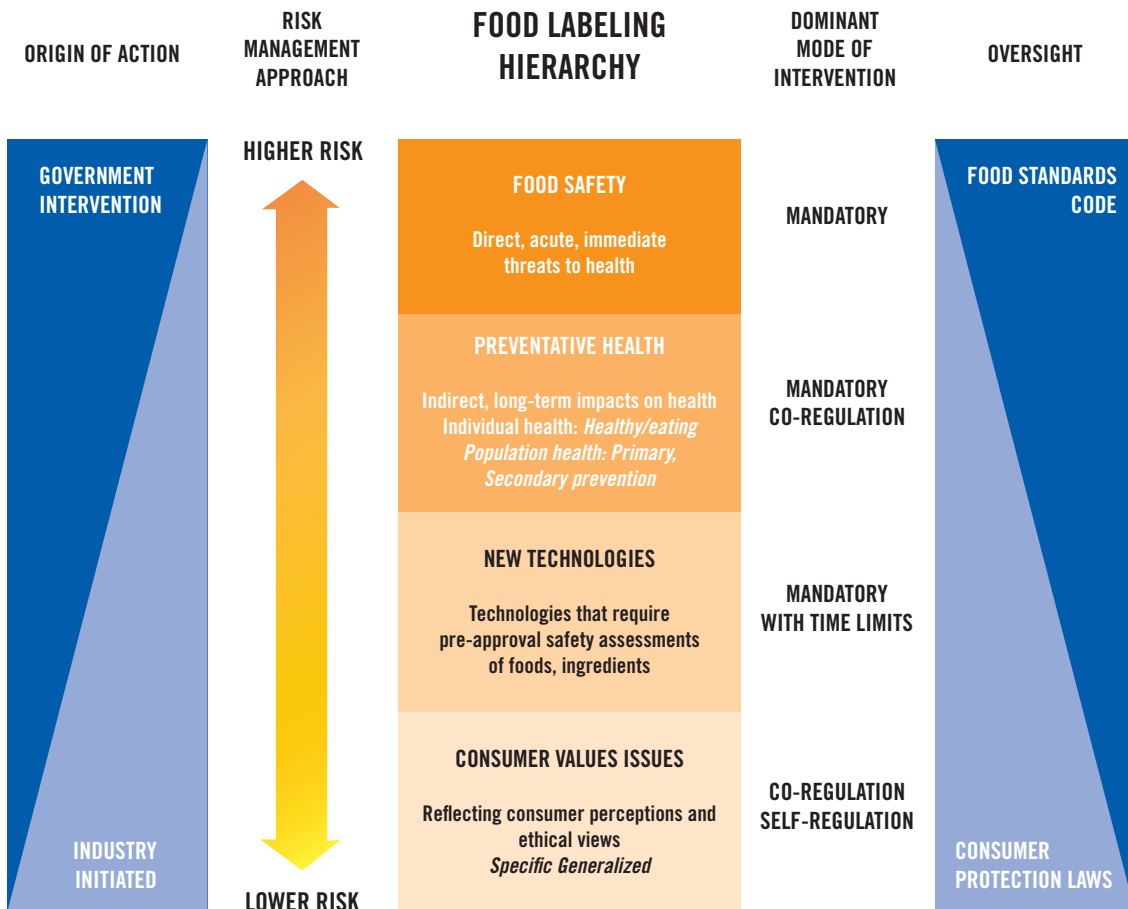 ORIGIN OF ACTION
RISK
MANAGEMENT
APPROACH
FOOD LABELING
HIERARCHY
DOMINANT
MODE OF
INTERVENTION
OVERSIGHT
GOVERNMENT
INTERVENTION
HIGHER RISK
FOOD SAFETY
Direct, acute, immediate
threats to health
MANDATORY
FOOD STANDARDS
CODE
PREVENTATIVE HEALTH
Indirect, long-term impacts on health
Individual health: Healthy/eating
Population health: Primary,
Secondary prevention
MANDATORY
CO-REGULATION
NEW TECHNOLOGIES
Technologies that require
pre-approval safety assessments
of foods, ingredients
MANDATORY
WITH TIME LIMITS
CONSUMER VALUES ISSUES
Reflecting consumer perceptions and
ethical views
Specific Generalized
CO-REGULATION
SELF-REGULATION
INDUSTRY
INITIATED
LOWER RISK
CONSUMER
PROTECTION LAWS